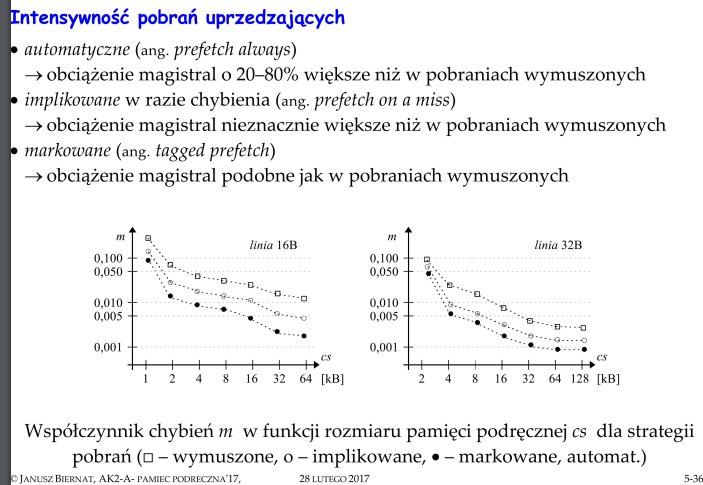 Intensywność pobrań uprzedzających
• automatyczne (ang. prefetch always)
→ obciążenie magistral o 20–80% większe niż w pobraniach wymuszonych
• implikowane w razie chybienia (ang. prefetch on a miss)
→ obciążenie magistral nieznacznie większe niż w pobraniach wymuszonych
• markowane (ang. tagged prefetch)
→ obciążenie magistral podobne jak w pobraniach wymuszonych
m
linia 16B
0,100
0,050
0,010
0,005
0,001
cs
1 2 4 8 16 32 64 [kB]
m
linia 32B
0,100
0,050
0,010
0,005
0,001
cs
2 4 8 16 32 64 128 [kB]
Współczynnik chybień m w funkcji rozmiaru pamięci podręcznej cs dla strategii
pobrań (□ – wymuszone, o – implikowane, • – markowane, automat.)
© JANUSZ BIERNAT, AK2-A- PAMIEC PODRECZNA'17, 28 LUTEGO 2017 5-36